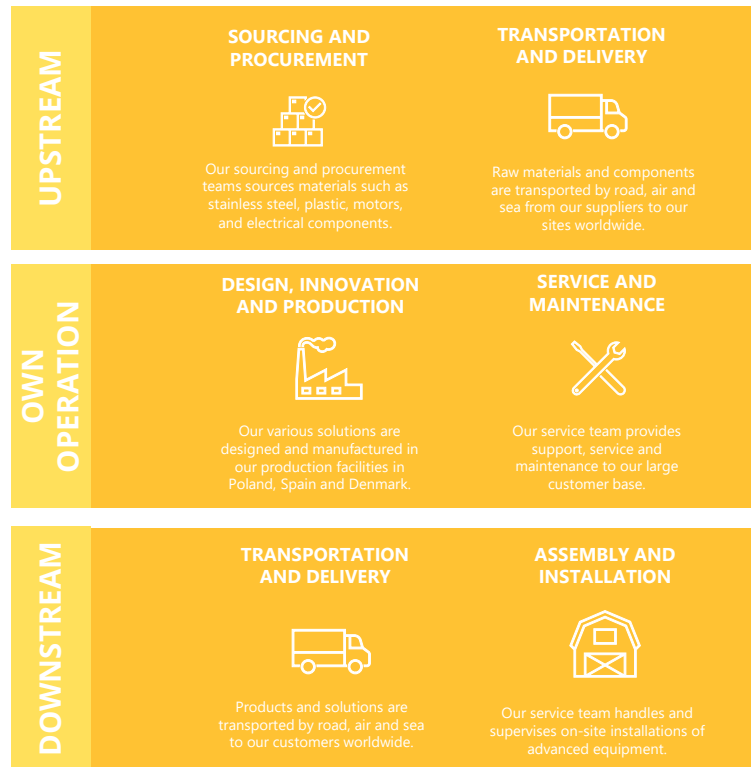 UPSTREAM
SOURCING AND
PROCUREMENT
Our sourcing and procurement
teams sources materials such as
stainless steel, plastic, motors,
and electrical components.
TRANSPORTATION
AND DELIVERY
Raw materials and components
are transported by road, air and
sea from our suppliers to our
sites worldwide.
OWN
OPERATION
DESIGN, INNOVATION
AND PRODUCTION
Our various solutions are
designed and manufactured in
our production facilities in
Poland, Spain and Denmark.
SERVICE AND
MAINTENANCE
Our service team provides
support, service and
maintenance to our large
customer base.
DOWNSTREAM
TRANSPORTATION
AND DELIVERY
Products and solutions are
transported by road, air and sea
to our customers worldwide.
ASSEMBLY AND
INSTALLATION
Our service team handles and
supervises on-site installations of
advanced equipment.